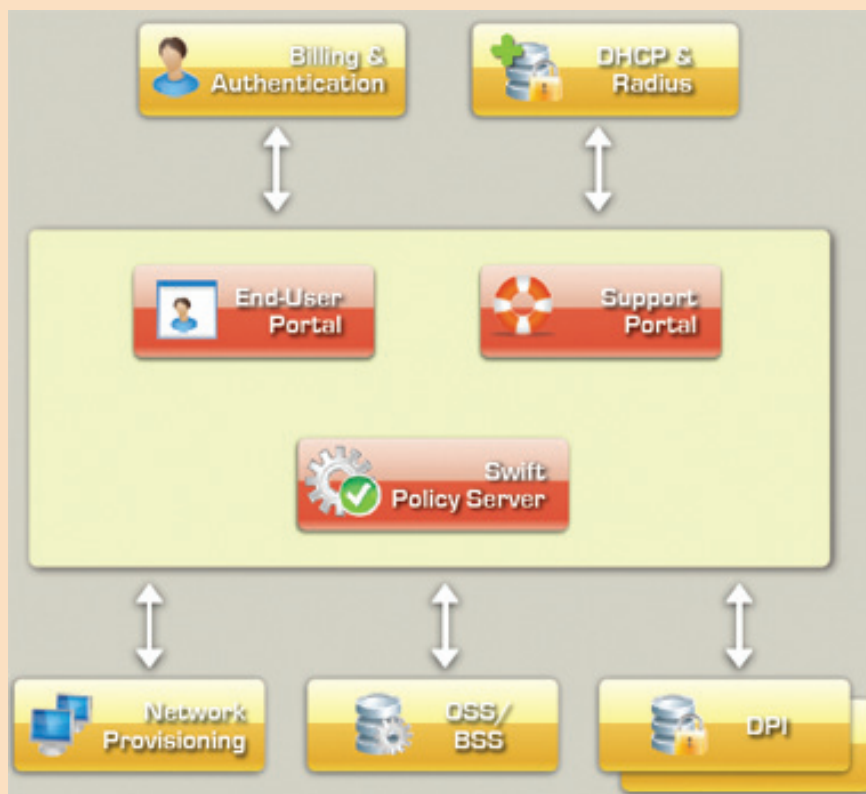 Billing &
Authentication
DHCP &
Radius
End-User
Portal
Support
Portal
Swift
Policy Server
Network
Provisioning
OSS/
BSS
DPI